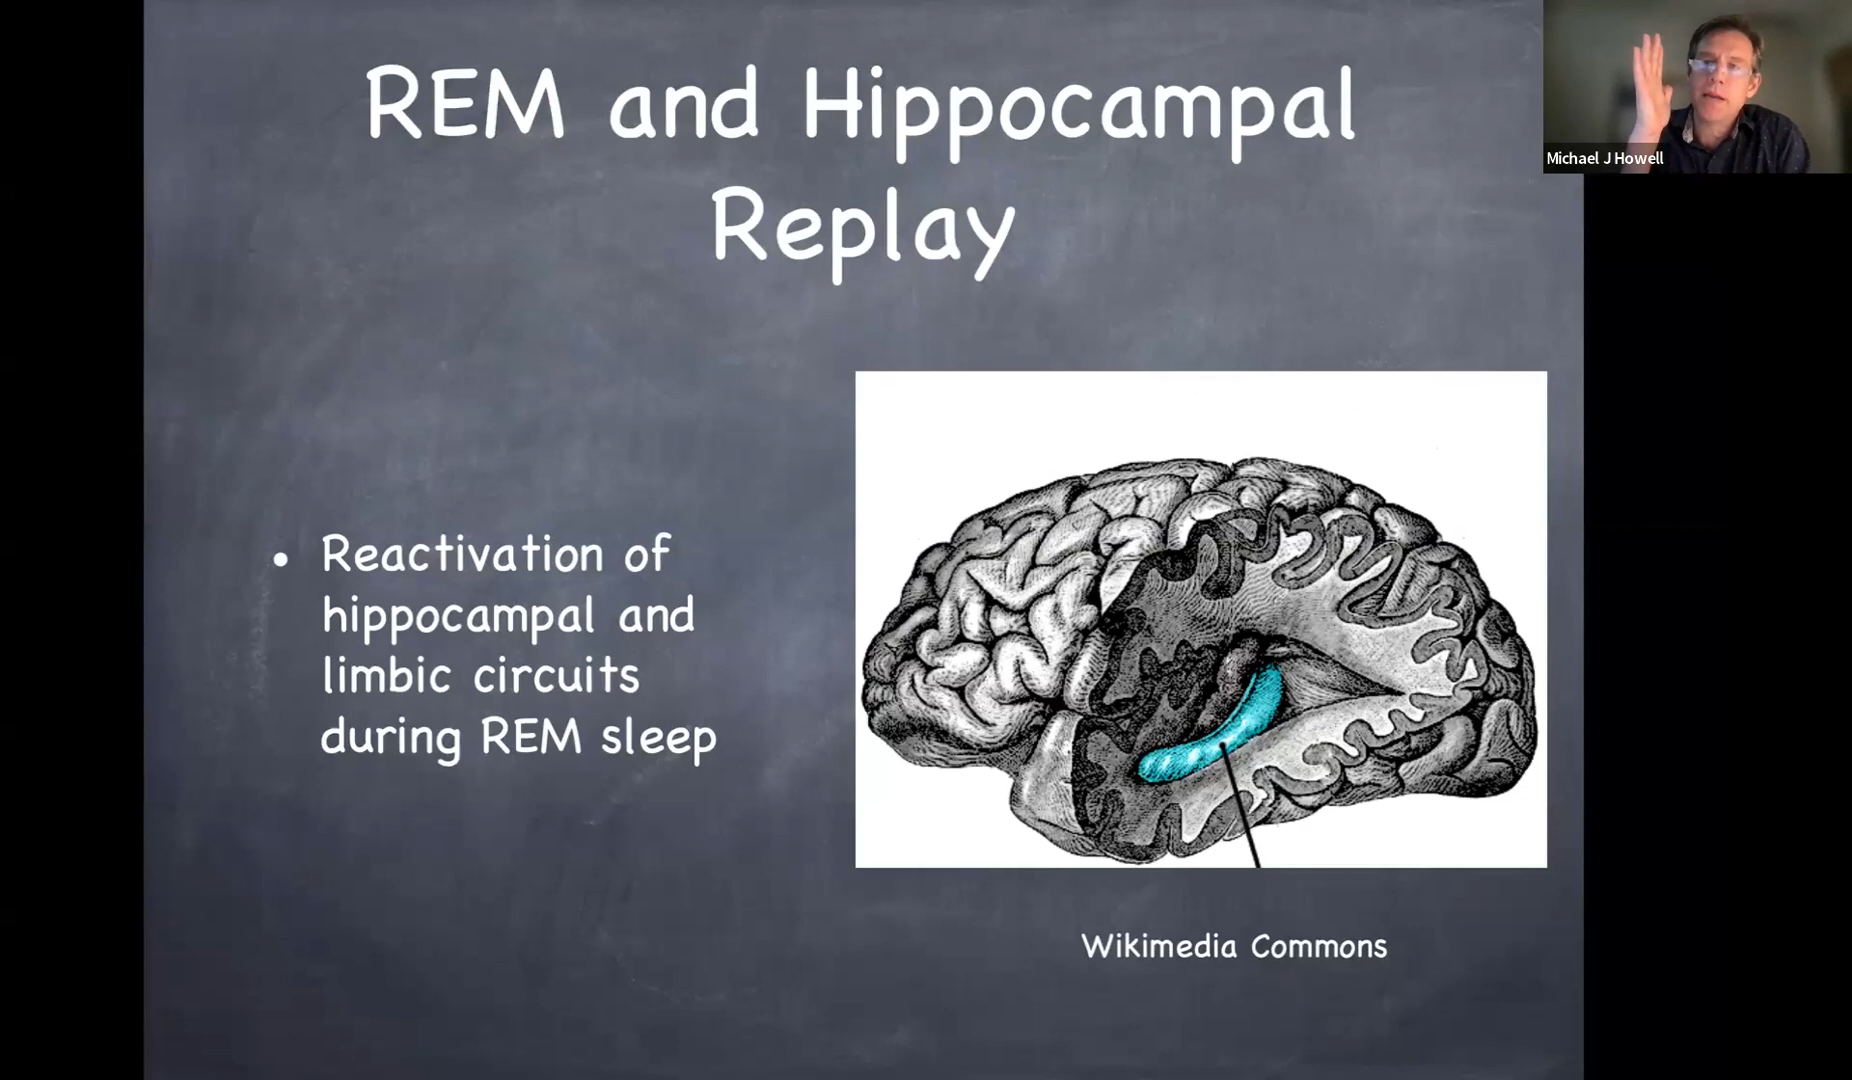 REM and Hippocampal
Replay
Michael J Howell
• Reactivation of
hippocampal and
limbic circuits
during REM sleep
Wikimedia Commons